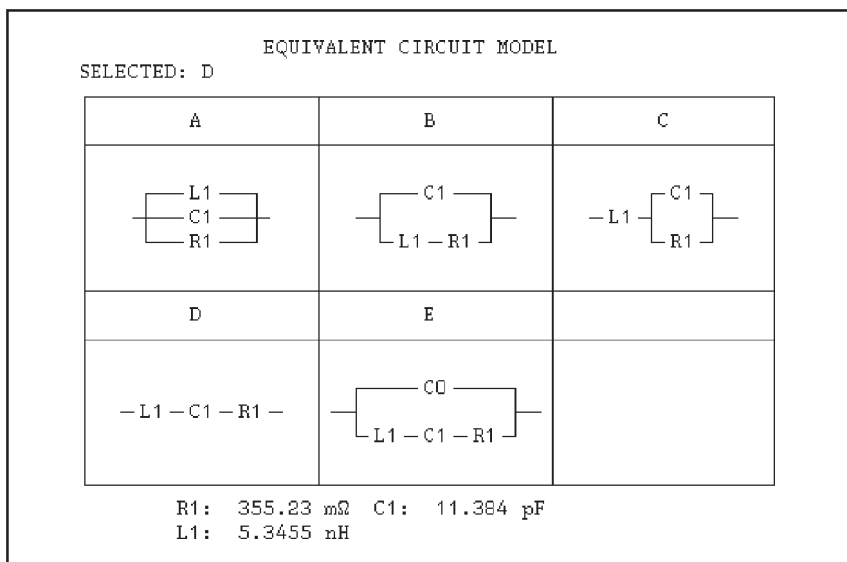 EQUIVALENT CIRCUIT MODEL
SELECTED: D
A B C
L1
C1
R1
C1
L1 R1
L1
C1
R1
D E
L1 C1 R1
C0
L1 C1 R1
R1: 355.23 mΩ C1: 11.384 pF
L1: 5.3455 nH